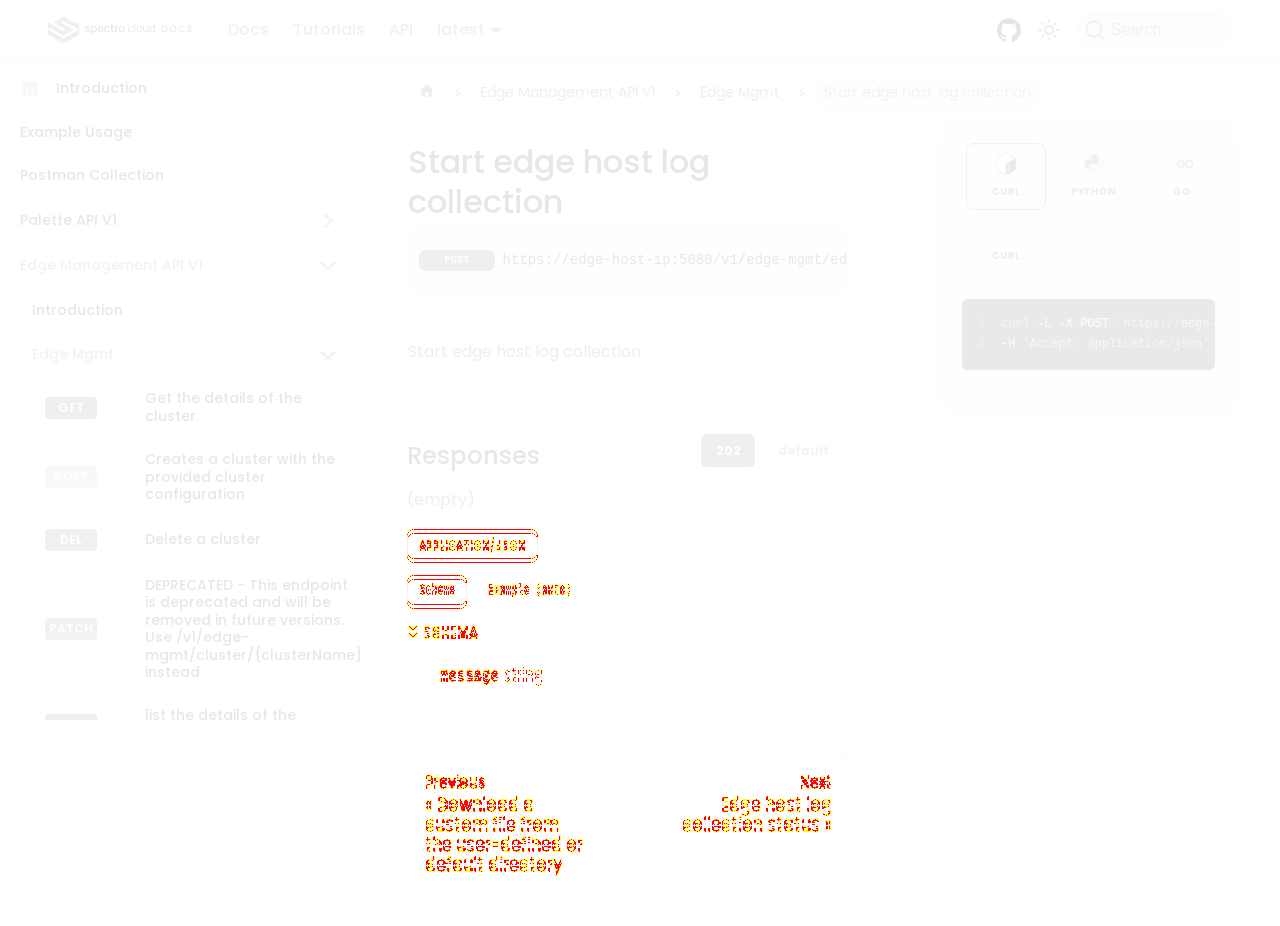 spectro cloud DOCS
Docs
Tutorials
API
latest
Search
Introduction
Example Usage
Postman Collection
Palette API V1
Edge Management API V1
Introduction
Edge Mgmt
GET
Get the details of the
cluster.
POST
Creates a cluster with the
provided cluster
configuration
DEL
Delete a cluster
PATCH
DEPRECATED - This endpoint
is deprecated and will be
removed in future versions.
Use /v1/edge-
mgmt/cluster/{clusterName}
instead
list the details of the
Edge Management API V1
Edge Mgmt
Start edge host log collection
Start edge host log
collection
POST
https://edge-host-ip:5080/v1/edge-mgmt/ed
Start edge host log collection
Responses
202
default
(empty)
APPLICATION/JSON
Schema
Example (auto)
SCHEMA
message string
Previous
« Download a
custom file from
the user-defined or
default directory
Next
Edge host log
collection status »
CURL
PYTHON
GO
CURL
1 curl -L -X POST 'https://edge-
2 -H 'Accept: application/json'